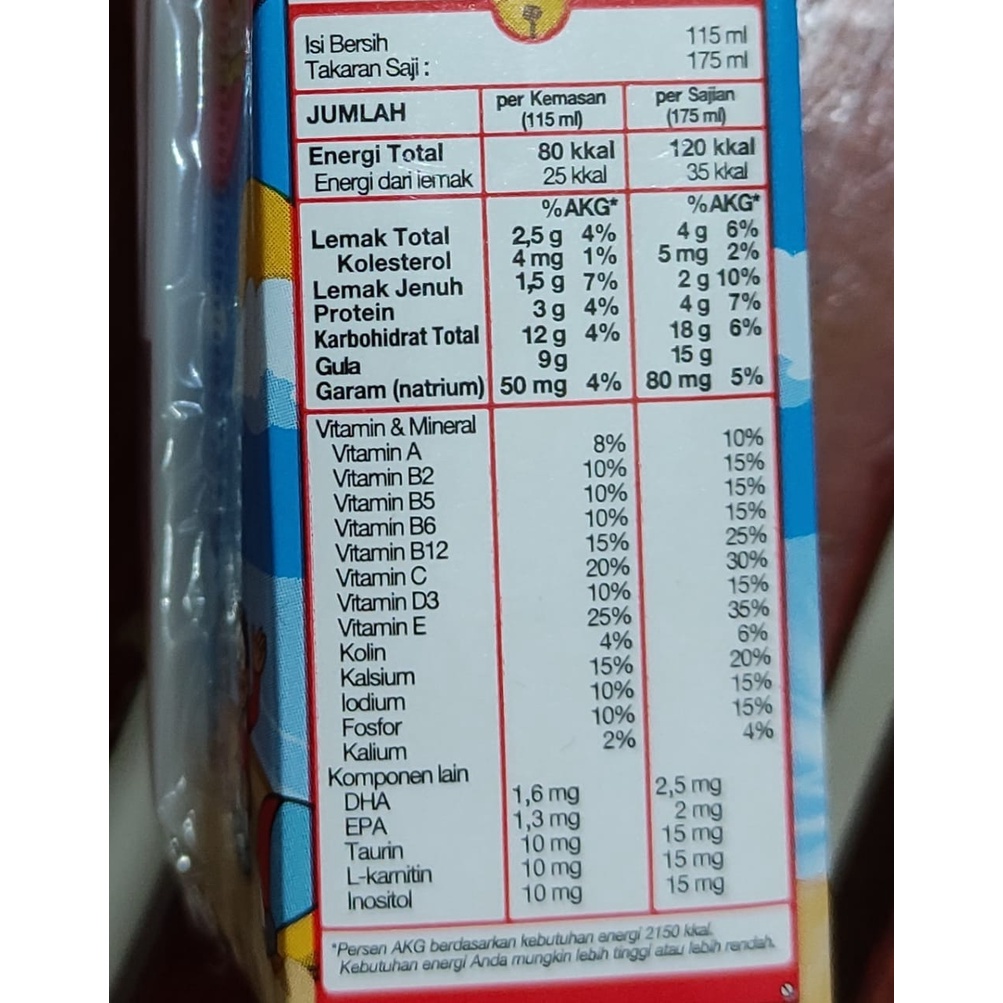 Isi Bersih 115 ml
Takaran Saji : 175 ml
JUMLAH per Kemasan (115 ml) per Sajian (175 ml)
Energi Total 80 kkal 120 kkal
Energi dari lemak 25 kkal 35 kkal
%AKG* %AKG*
Lemak Total 2,5 g 4% 4 g 6%
Kolesterol 4 mg 1% 5 mg 2%
Lemak Jenuh 1,5 g 7% 2 g 10%
Protein 3 g 4% 4 g 7%
Karbohidrat Total 12 g 4% 18 g 6%
Gula 9 g 15 g
Garam (natrium) 50 mg 4% 80 mg 5%
Vitamin & Mineral
Vitamin A 8% 10%
Vitamin B2 10% 15%
Vitamin B5 10% 15%
Vitamin B6 10% 15%
Vitamin B12 15% 25%
Vitamin C 20% 30%
Vitamin D3 10% 15%
Vitamin E 25% 35%
Kolin 4% 6%
Kalsium 15% 20%
Iodium 10% 15%
Fosfor 10% 15%
Kalium 2% 4%
Komponen lain
DHA 1,6 mg 2,5 mg
EPA 1,3 mg 2 mg
Taurin 10 mg 15 mg
L-karnitin 10 mg 15 mg
Inositol 10 mg 15 mg
*Persen AKG berdasarkan kebutuhan energi 2150 kkal.
Kebutuhan energi Anda mungkin lebih tinggi atau lebih rendah.